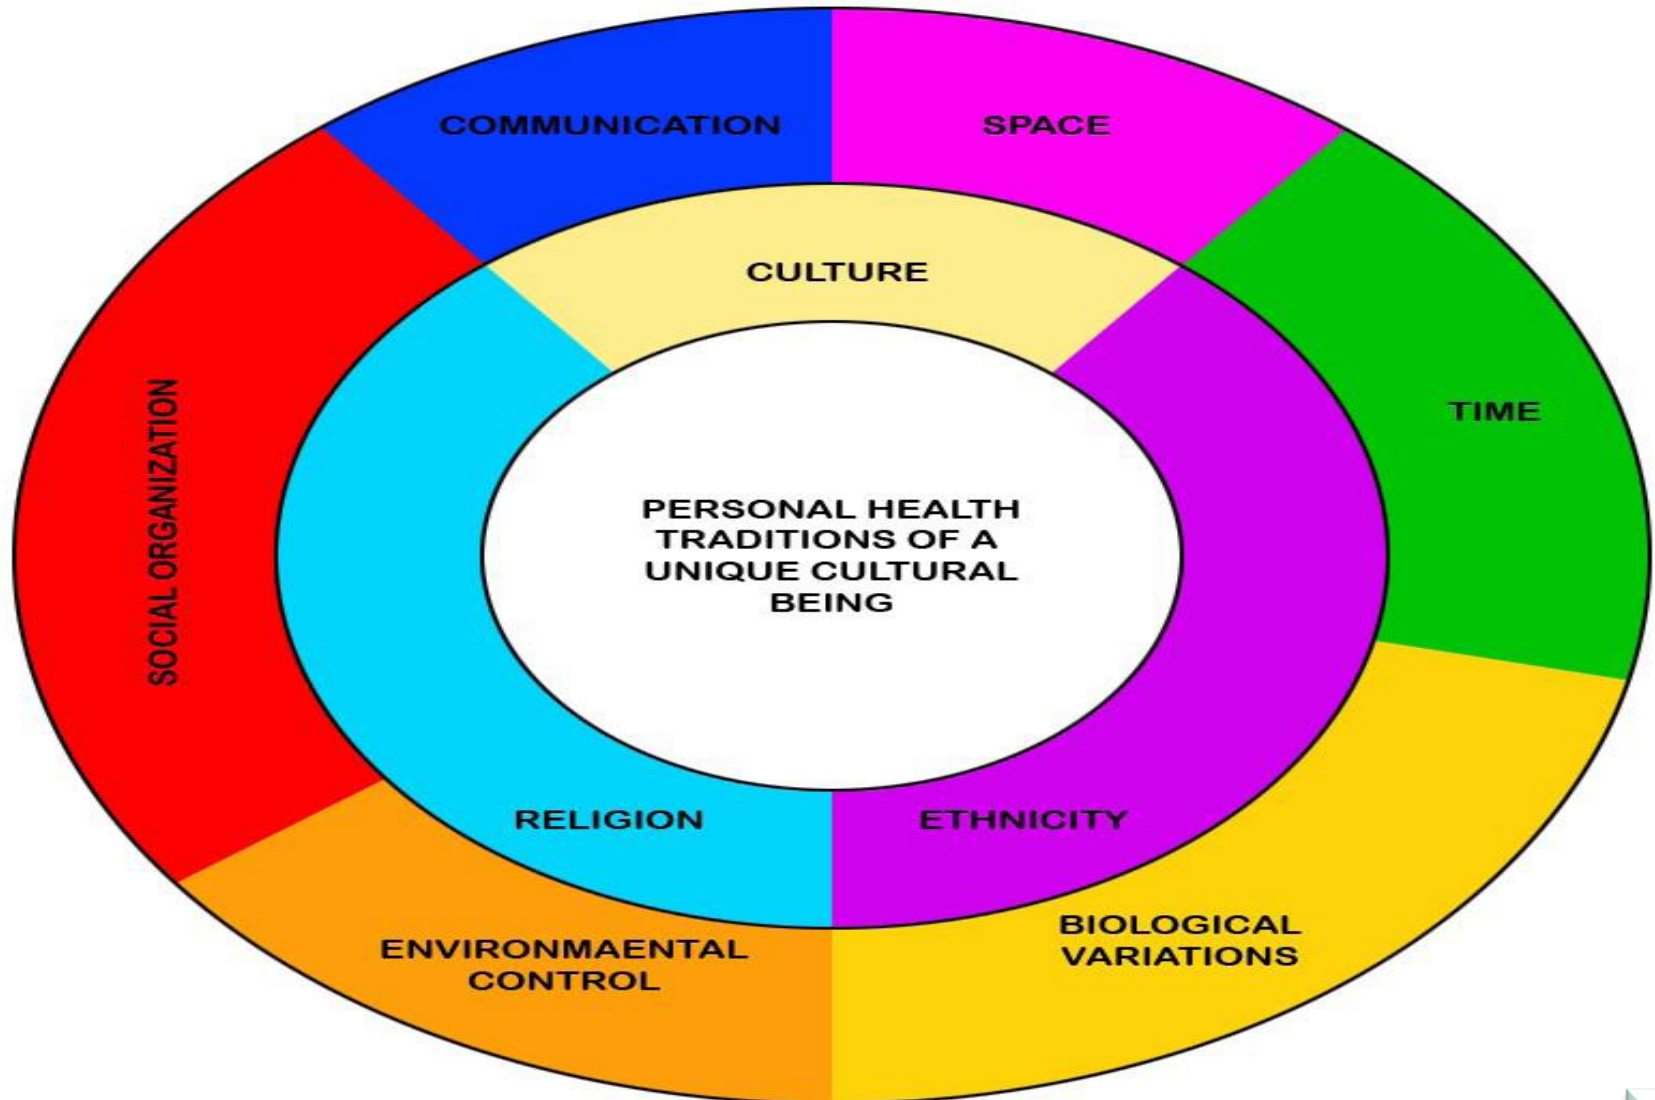 COMMUNICATION
SPACE
CULTURE
TIME
SOCIAL ORGANIZATION
PERSONAL HEALTH
TRADITIONS OF A
UNIQUE CULTURAL
BEING
RELIGION
ETHNICITY
ENVIRONMAENTAL
CONTROL
BIOLOGICAL
VARIATIONS